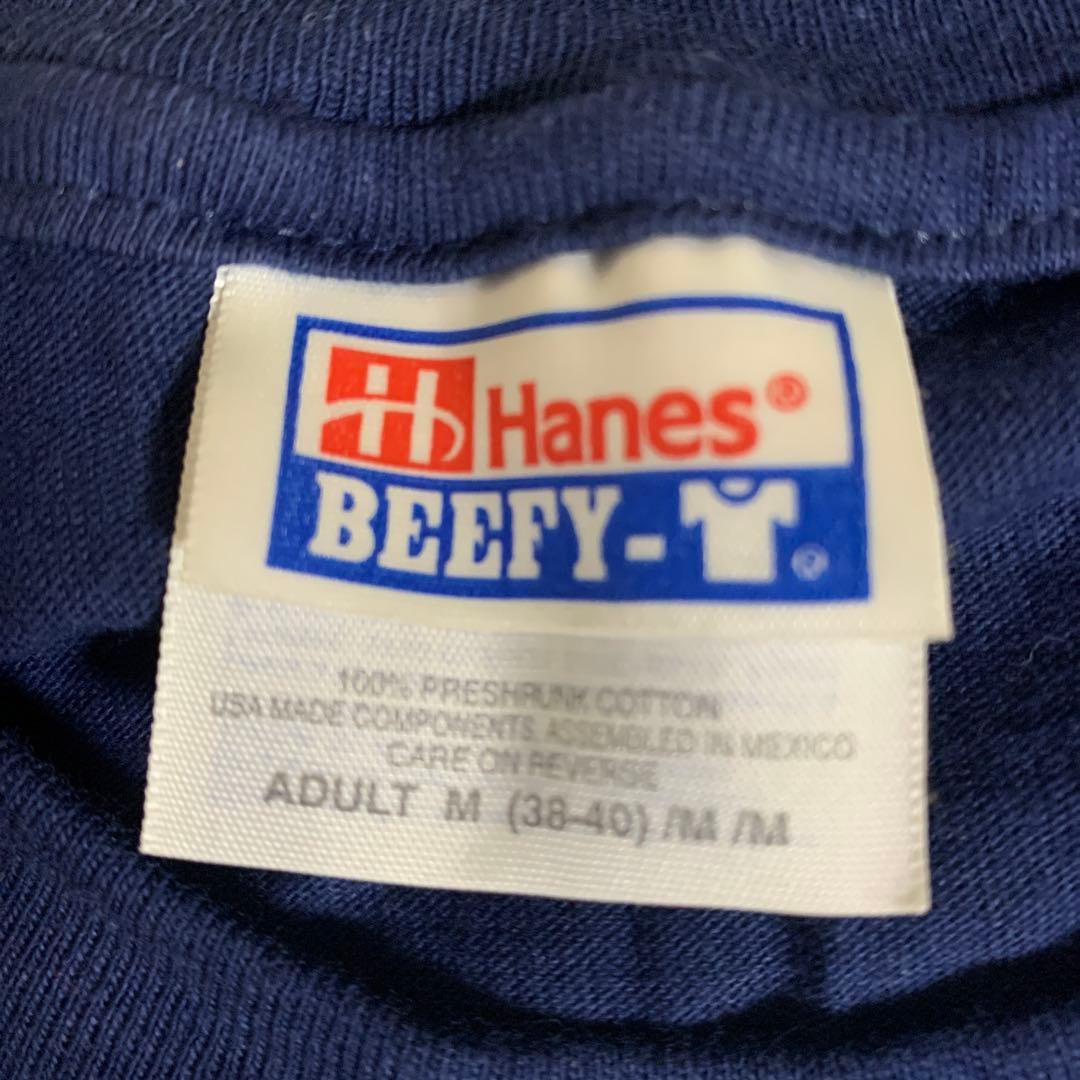 H Hanes®
BEEFY-
100% PRESHRUNK COTTON
USA MADE COMPONENTS, ASSEMBLED IN MEXICO
CARE ON REVERSE
ADULT M (38-40) /M /M